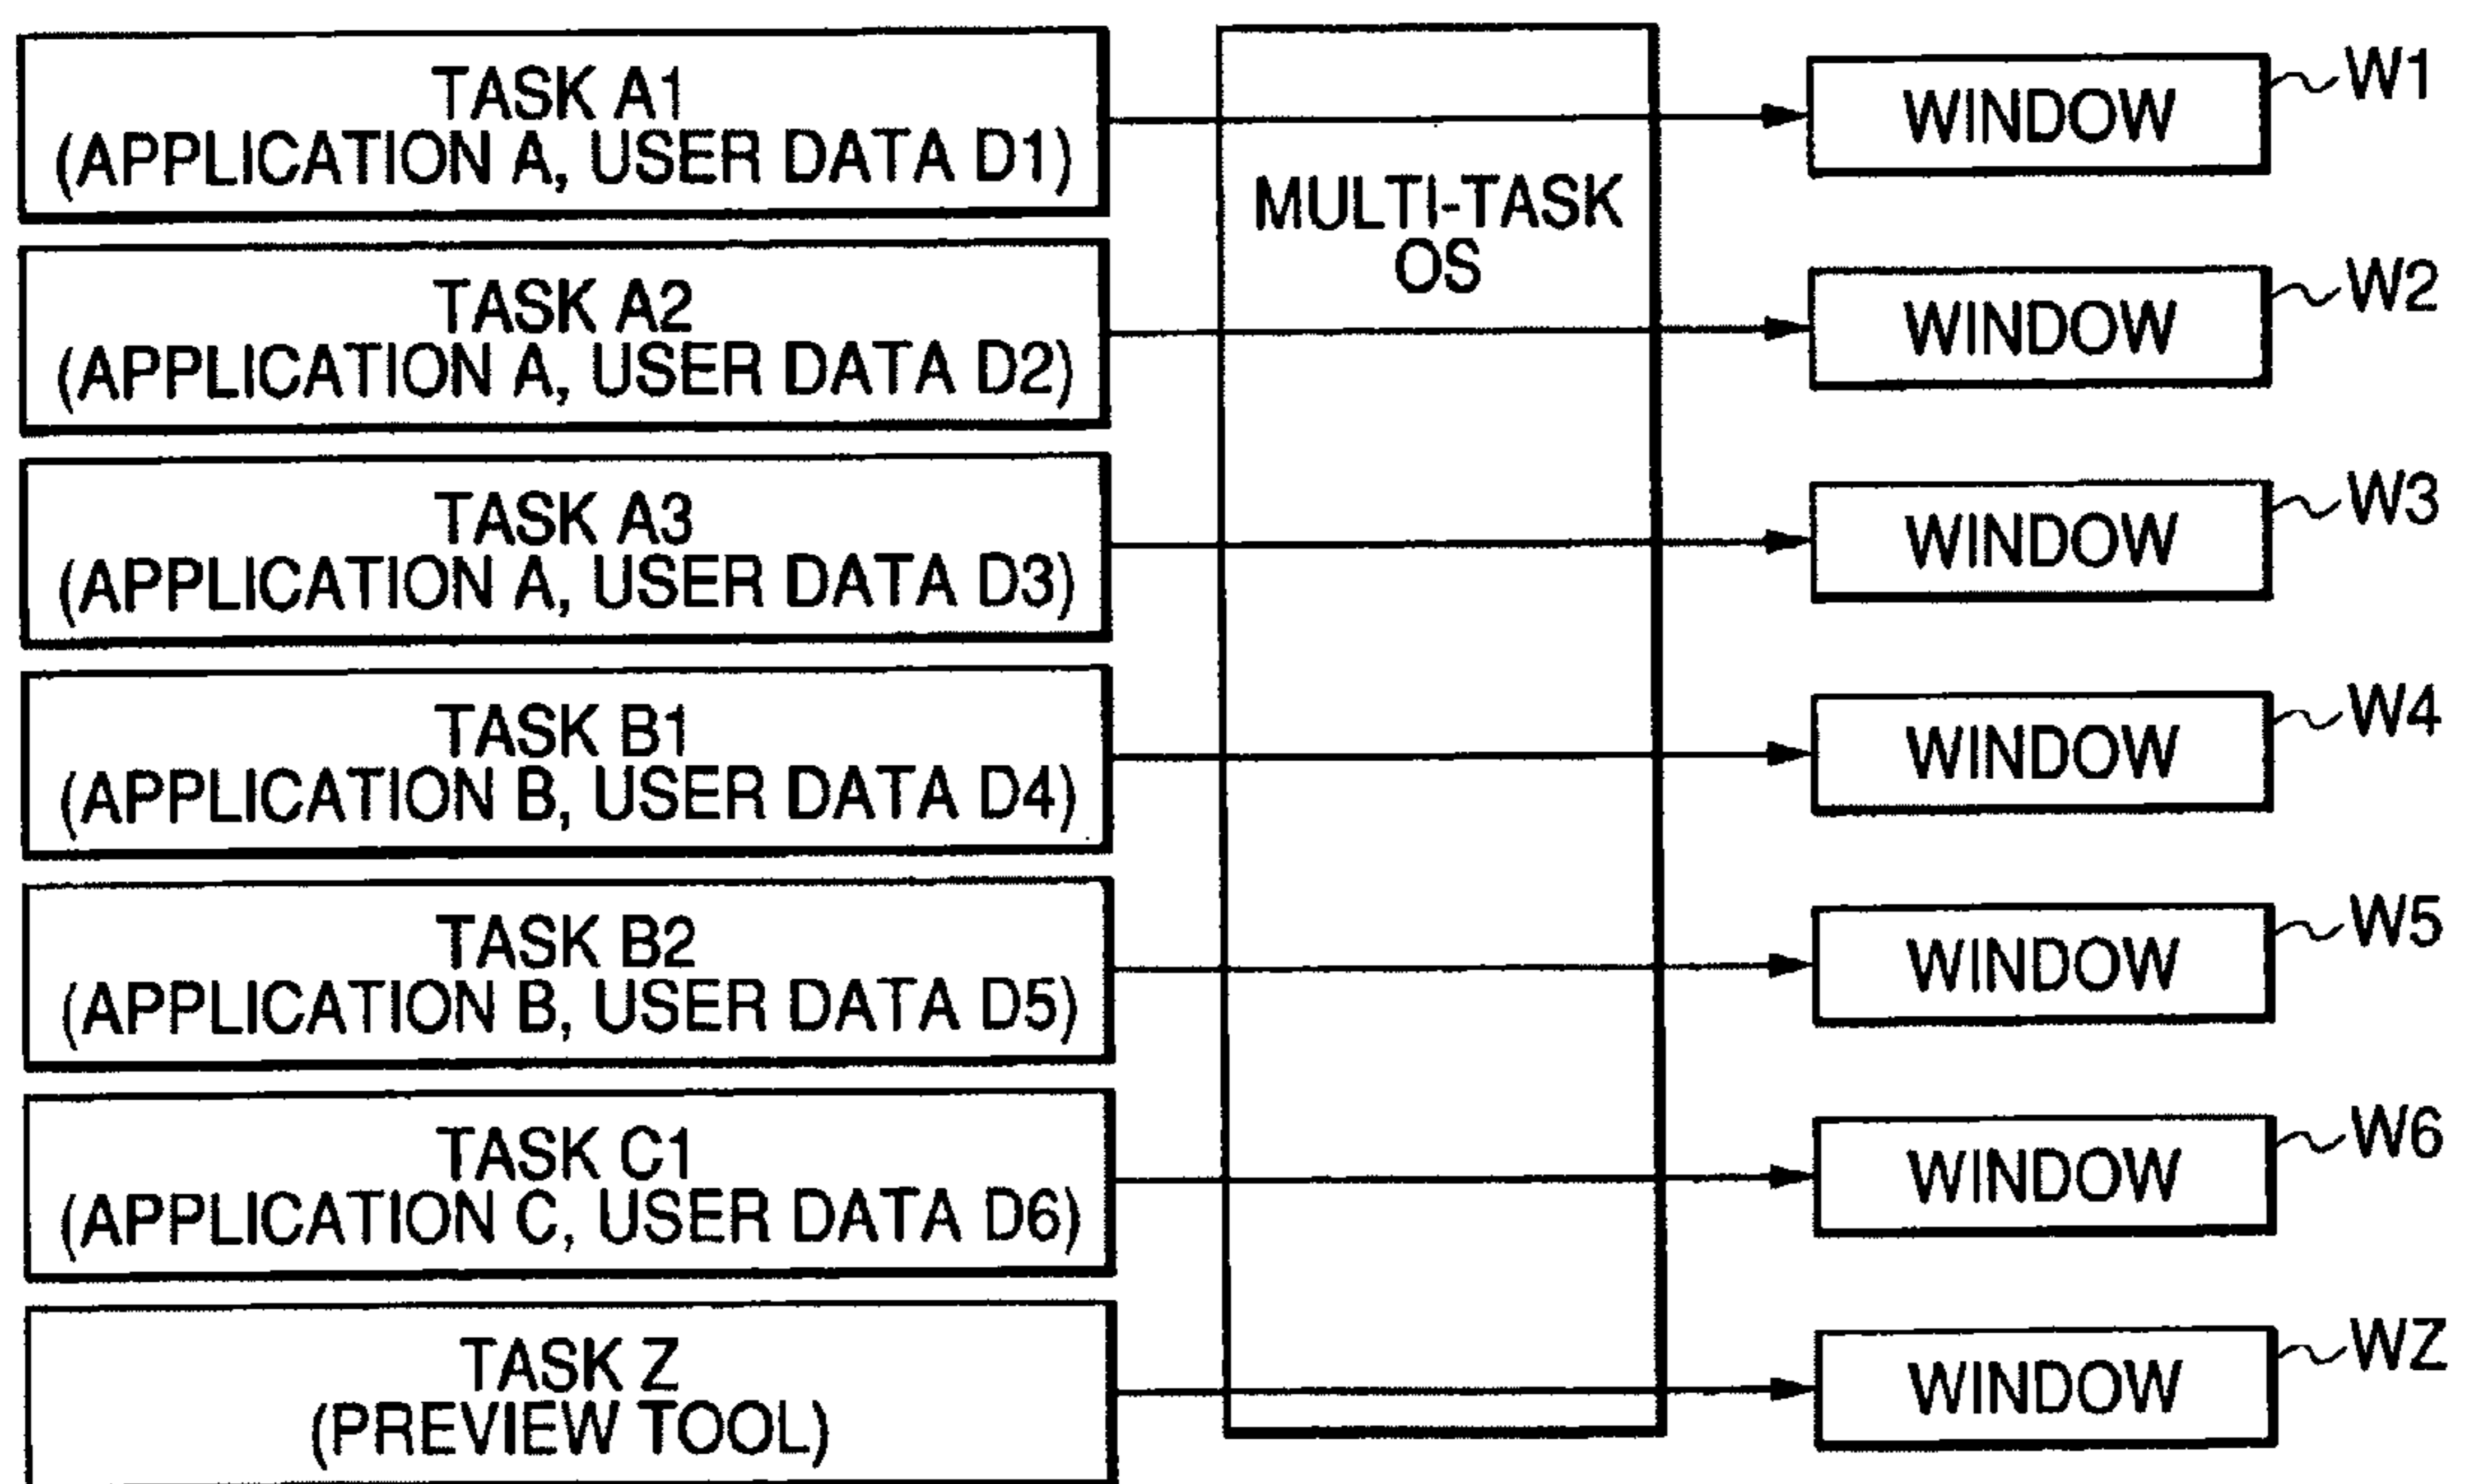 TASK A1
(APPLICATION A, USER DATA D1)
TASK A2
(APPLICATION A, USER DATA D2)
TASK A3
(APPLICATION A, USER DATA D3)
TASK B1
(APPLICATION B, USER DATA D4)
TASK B2
(APPLICATION B, USER DATA D5)
TASK C1
(APPLICATION C, USER DATA D6)
TASK Z
(PREVIEW TOOL)
MULTI-TASK
OS
WINDOW
W1
WINDOW
W2
WINDOW
W3
WINDOW
W4
WINDOW
W5
WINDOW
W6
WINDOW
WZ